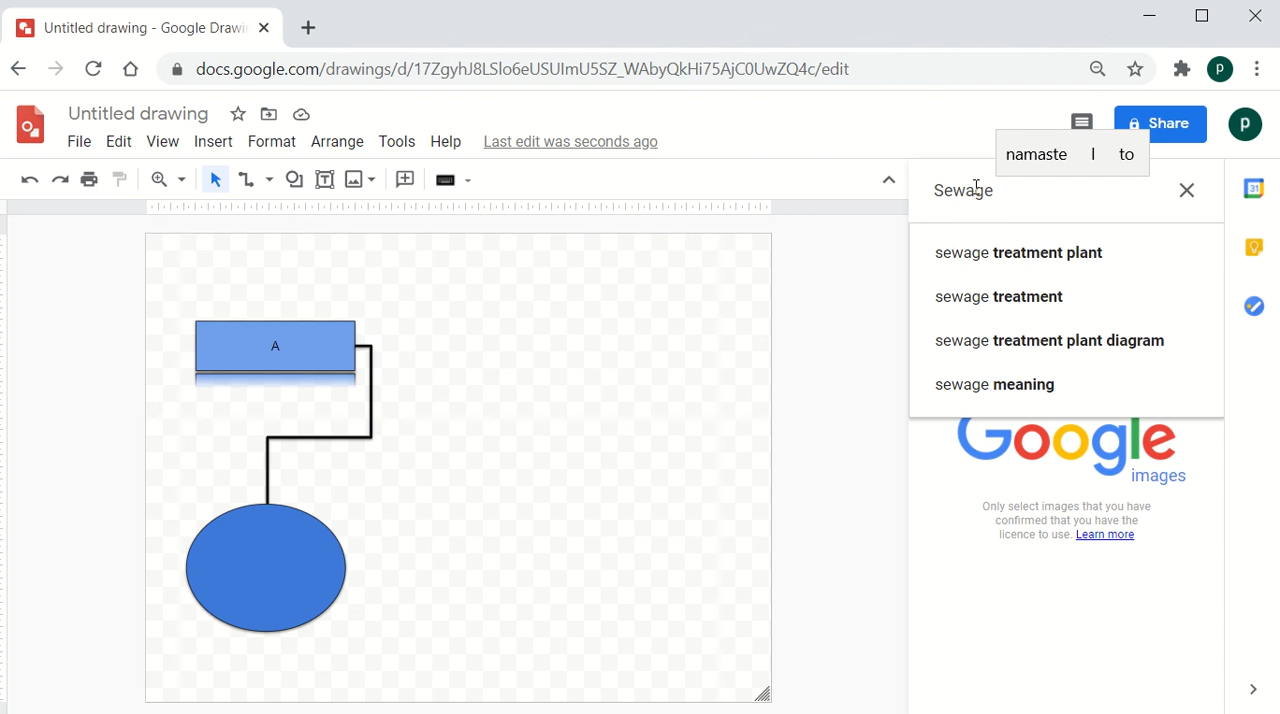 Untitled drawing - Google Drawi
docs.google.com/drawings/d/17ZgyhJ8LSlo6eUSUImU5SZ_WAbyQkHi75AjC0UwZQ4c/edit
P
Untitled drawing
Share
P
File Edit View Insert Format Arrange Tools Help Last edit was seconds ago
namaste I to
Sewage
31
sewage treatment plant
sewage treatment
sewage treatment plant diagram
A
sewage meaning
Google
images
Only select images that you have
confirmed that you have the
licence to use. Learn more